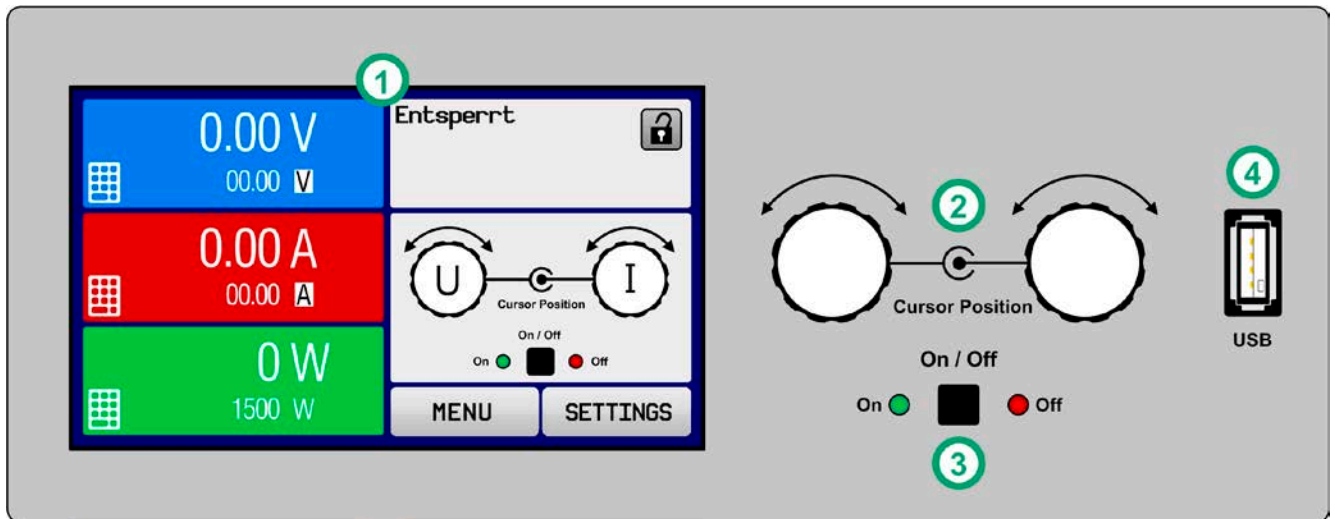 1
0.00 V
00.00 V
0.00 A
00.00 A
0 W
1500 W
Entsperrt
U
I
Cursor Position
On / Off
On
Off
MENU
SETTINGS
2
Cursor Position
On / Off
On
Off
3
4
USB